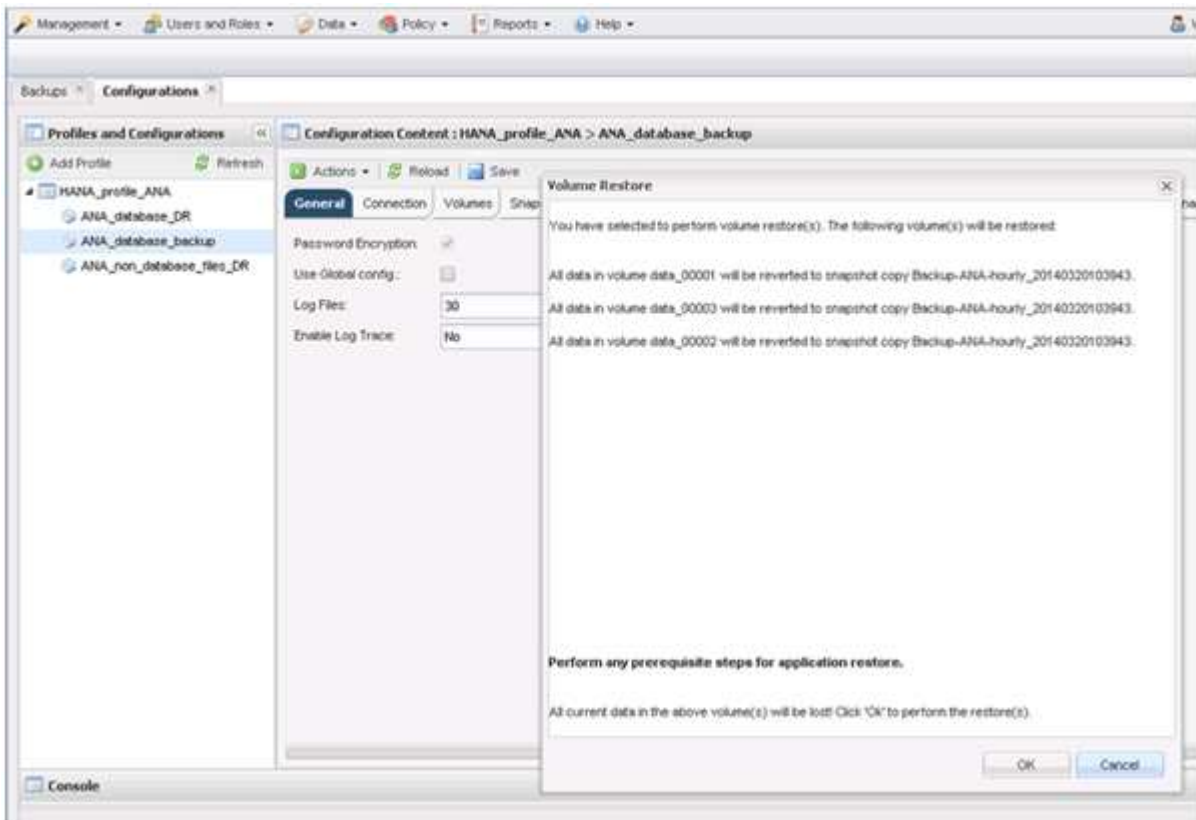 Management Users and Roles Data Policy Reports Help
Backups Configurations
Profiles and Configurations
Add Profile Refresh
HANA_profile_ANA
ANA_database_DR
ANA_database_backup
ANA_non_database_files_DR
Configuration Content : HANA_profile_ANA > ANA_database_backup
Actions Reload Save
General Connection Volumes Snap
Password Encryption:
Use Global config.:
Log Files: 30
Enable Log Trace: No
Volume Restore
You have selected to perform volume restore(s). The following volume(s) will be restored:
All data in volume data_00001 will be reverted to snapshot copy Backup-ANA-hourly_20140320103943.
All data in volume data_00003 will be reverted to snapshot copy Backup-ANA-hourly_20140320103943.
All data in volume data_00002 will be reverted to snapshot copy Backup-ANA-hourly_20140320103943.
Perform any prerequisite steps for application restore.
All current data in the above volume(s) will be lost! Click 'Ok' to perform the restore(s).
OK Cancel
Console